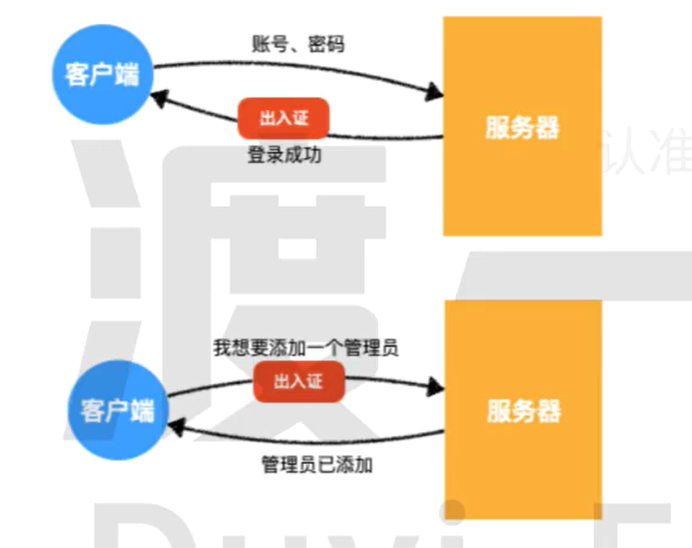 账号、密码
客户端
出入证
服务器
登录成功
认准
渡一
我想要添加一个管理员
出入证
客户端
服务器
管理员已添加